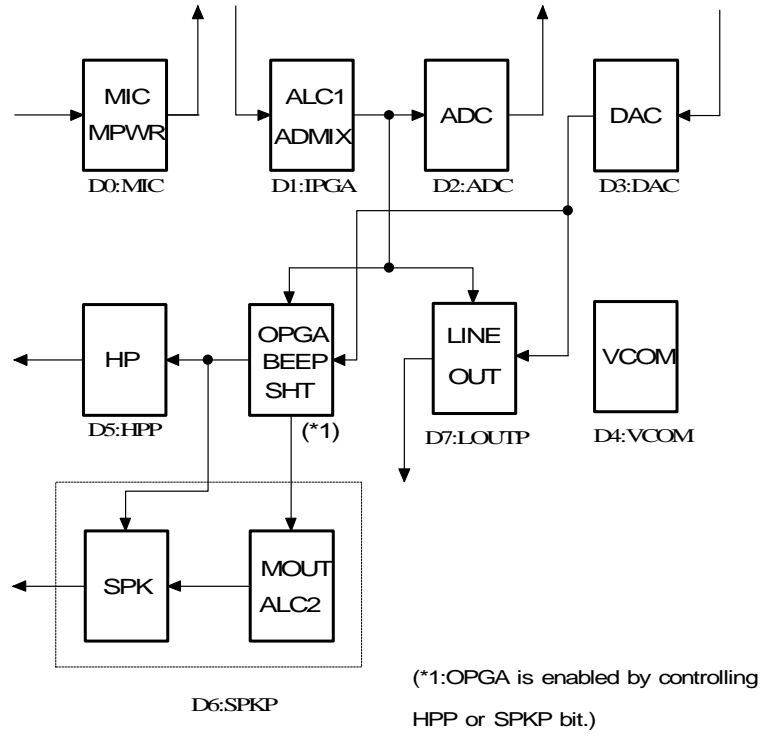 MIC
MPWR
D0:MIC
ALC1
ADMIX
D1:IPGA
ADC
D2:ADC
DAC
D3:DAC
HP
D5:HPP
OPGA
BEEP
SHT
(*1)
LINE
OUT
D7:LOUTP
VCOM
D4:VCOM
SPK
MOUT
ALC2
D6:SPKP
(*1:OPGA is enabled by controlling
HPP or SPKP bit.)